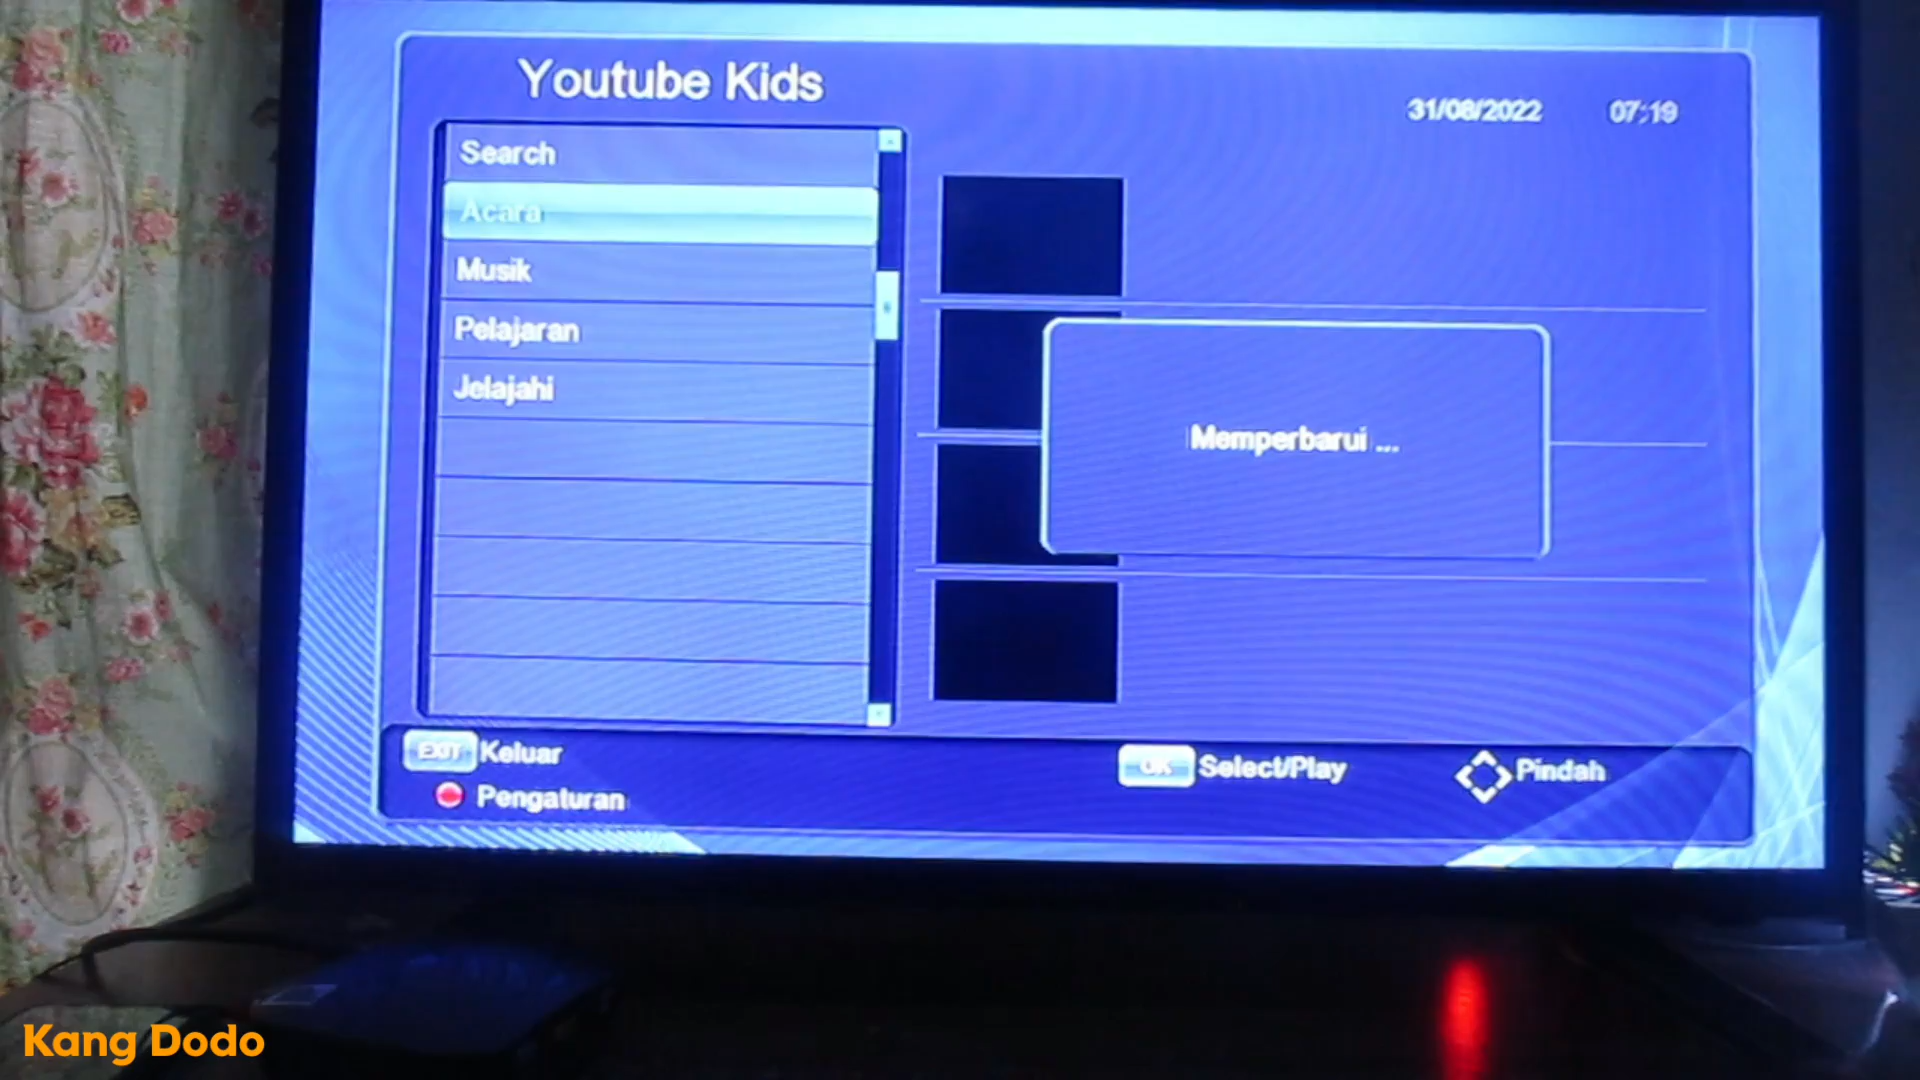 Youtube Kids
31/08/2022 07:19
Search
Acara
Musik
Pelajaran
Jelajahi
Memperbarui ...
EXIT Keluar
OK Select/Play
Pindah
Pengaturan
Kang Dodo